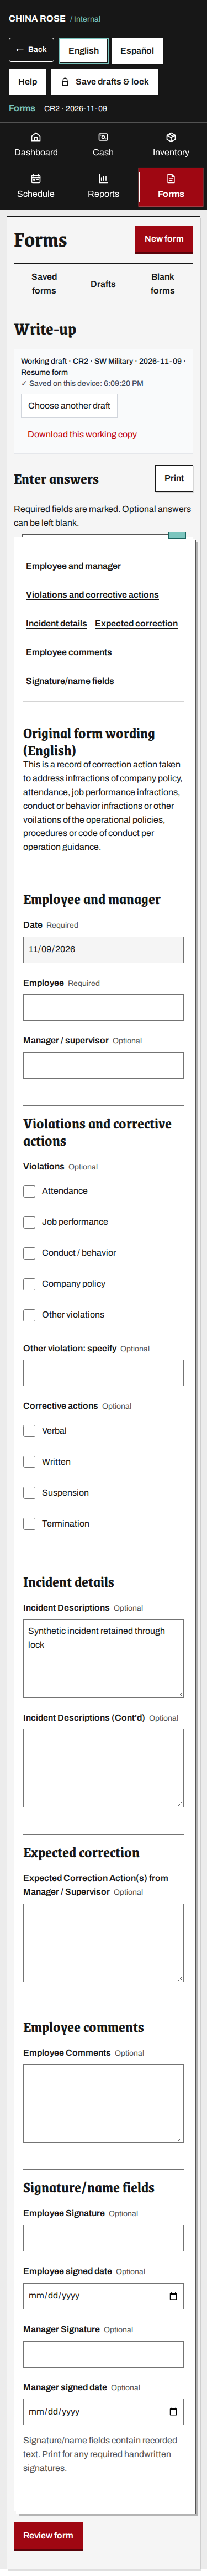 CHINA ROSE / Internal
← Back English Español
Help Save drafts & lock
Forms CR2 · 2026-11-09
Dashboard Cash Inventory
Schedule Reports Forms
Forms New form
Saved forms Drafts Blank forms
Write-up
Working draft · CR2 · SW Military · 2026-11-09 ·
Resume form
✓ Saved on this device: 6:09:20 PM
Choose another draft
Download this working copy
Enter answers Print
Required fields are marked. Optional answers
can be left blank.
Employee and manager
Violations and corrective actions
Incident details Expected correction
Employee comments
Signature/name fields
Original form wording
(English)
This is a record of correction action taken
to address infractions of company policy,
attendance, job performance infractions,
conduct or behavior infractions or other
voilations of the operational policies,
procedures or code of conduct per
operation guidance.
Employee and manager
Date Required
11/09/2026
Employee Required
Manager / supervisor Optional
Violations and corrective
actions
Violations Optional
Attendance
Job performance
Conduct / behavior
Company policy
Other violations
Other violation: specify Optional
Corrective actions Optional
Verbal
Written
Suspension
Termination
Incident details
Incident Descriptions Optional
Synthetic incident retained through
lock
Incident Descriptions (Cont'd) Optional
Expected correction
Expected Correction Action(s) from
Manager / Supervisor Optional
Employee comments
Employee Comments Optional
Signature/name fields
Employee Signature Optional
Employee signed date Optional
mm/dd/yyyy
Manager Signature Optional
Manager signed date Optional
mm/dd/yyyy
Signature/name fields contain recorded
text. Print for any required handwritten
signatures.
Review form